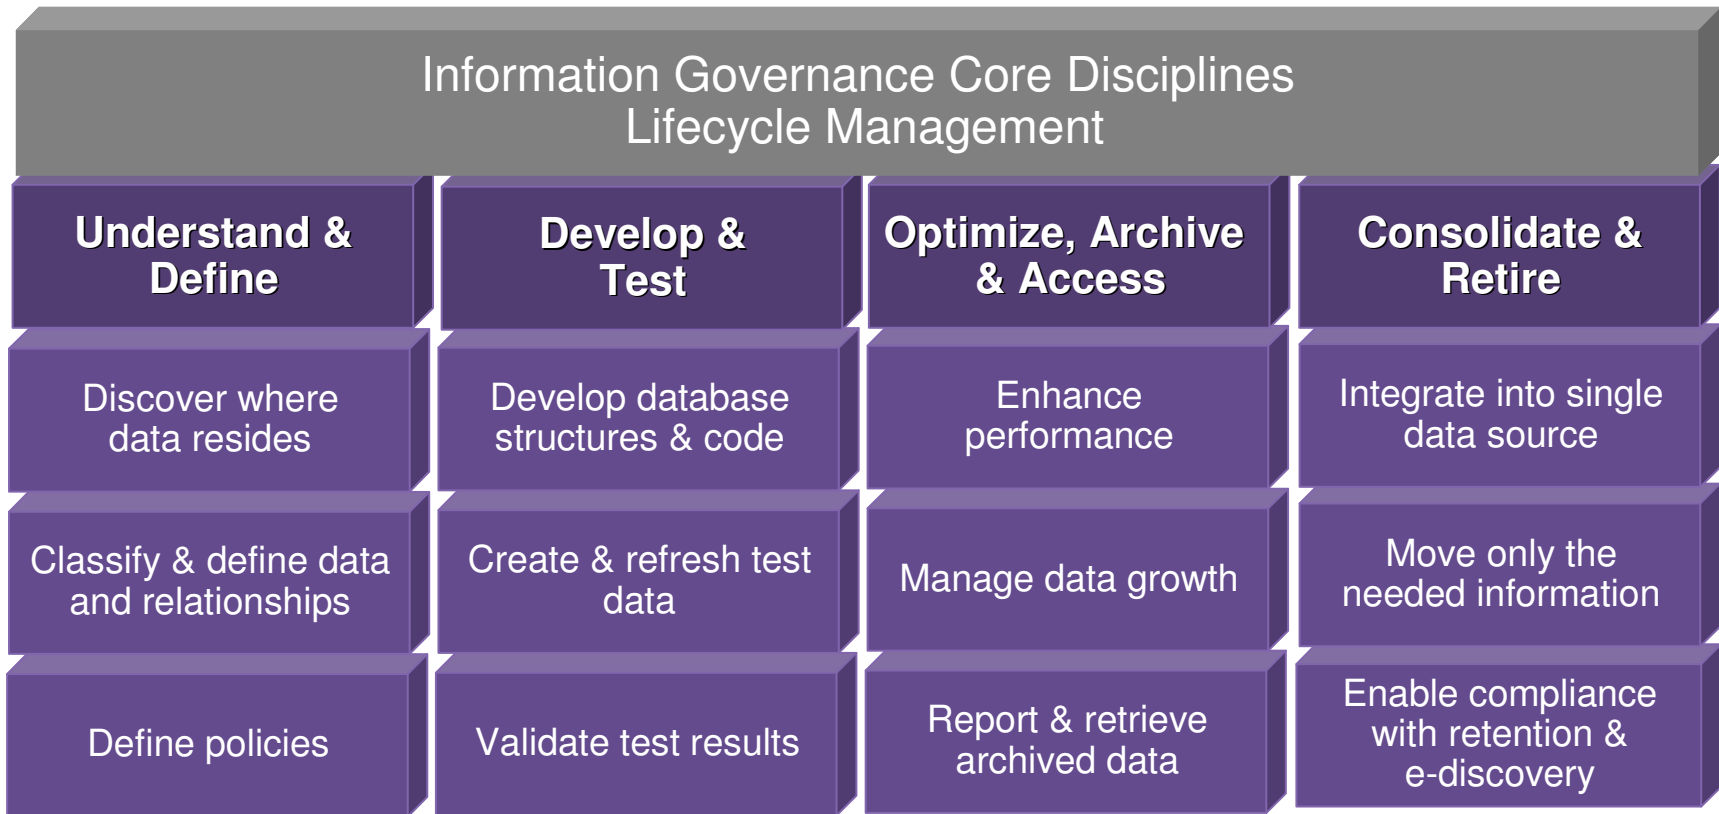 Information Governance Core Disciplines
Lifecycle Management
Understand &
Define
Develop &
Test
Optimize, Archive
& Access
Consolidate &
Retire
Discover where
data resides
Develop database
structures & code
Enhance
performance
Integrate into single
data source
Classify & define data
and relationships
Create & refresh test
data
Manage data growth
Move only the
needed information
Define policies
Validate test results
Report & retrieve
archived data
Enable compliance
with retention &
e-discovery